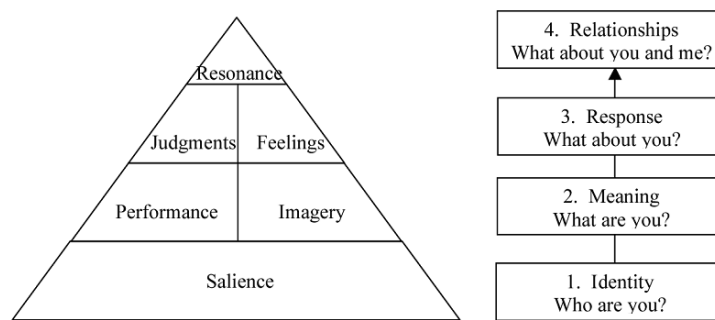 Resonance
Judgments Feelings
Performance Imagery
Salience
4. Relationships
What about you and me?
3. Response
What about you?
2. Meaning
What are you?
1. Identity
Who are you?